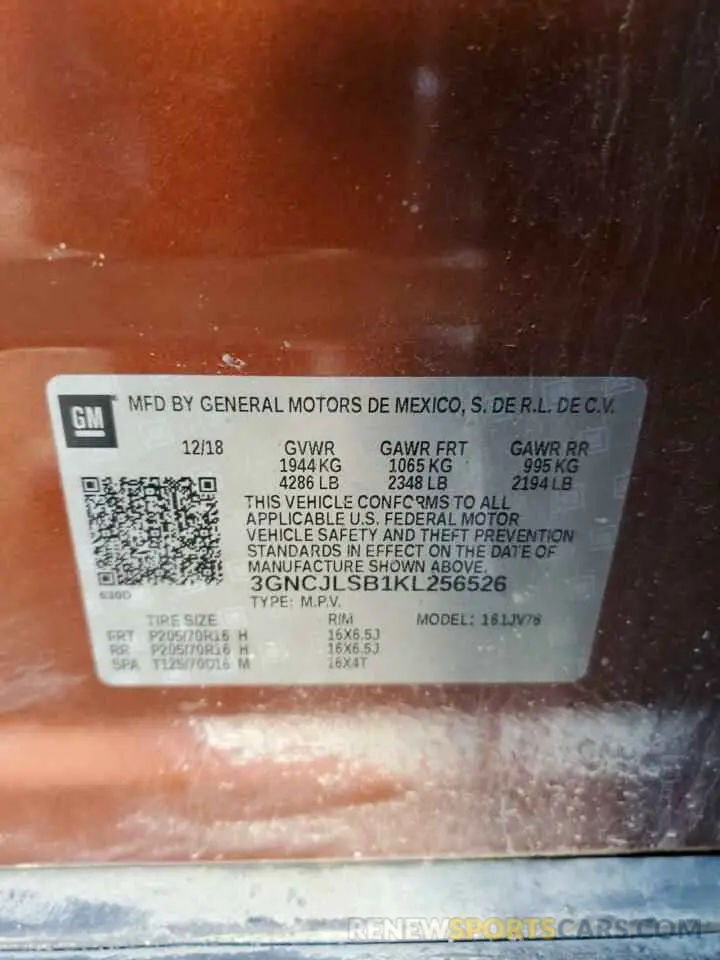 GM
MFD BY GENERAL MOTORS DE MEXICO, S. DE R.L. DE C.V.
12/18 GVWR GAWR FRT GAWR RR
1944 KG 1065 KG 995 KG
4286 LB 2348 LB 2194 LB
THIS VEHICLE CONFORMS TO ALL
APPLICABLE U.S. FEDERAL MOTOR
VEHICLE SAFETY AND THEFT PREVENTION
STANDARDS IN EFFECT ON THE DATE OF
MANUFACTURE SHOWN ABOVE.
3GNCJLSB1KL256526
TYPE: M.P.V.
TIRE SIZE RIM MODEL: 1S1JV76
FRT P205/70R16 H 16X6.5J
RR P205/70R16 H 16X6.5J
SPA T125/70D16 M 16X4T
RENEWSPORTSCARS.COM